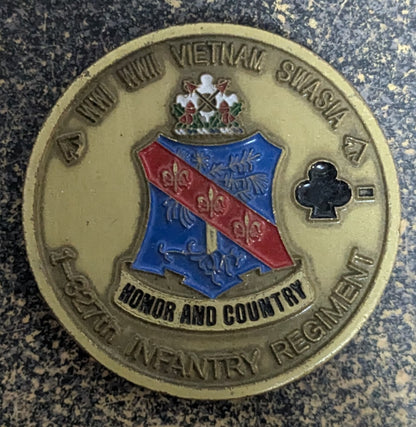 WWI WWII VIETNAM SWASIA
HONOR AND COUNTRY
1-327th INFANTRY REGIMENT